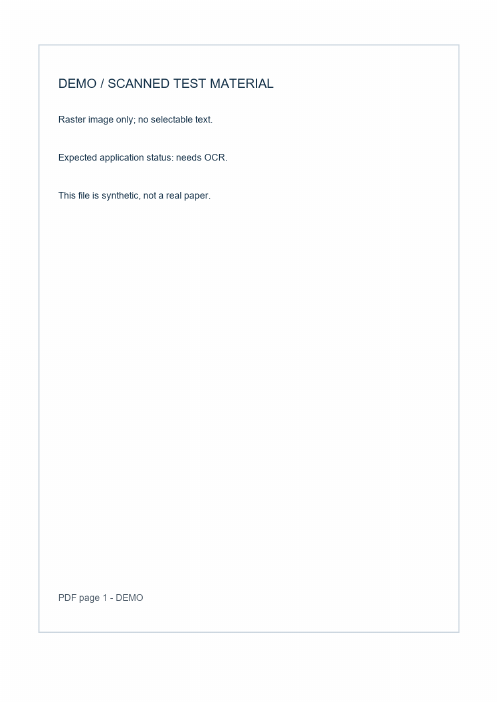 DEMO / SCANNED TEST MATERIAL
Raster image only; no selectable text.
Expected application status: needs OCR.
This file is synthetic, not a real paper.
PDF page 1 - DEMO